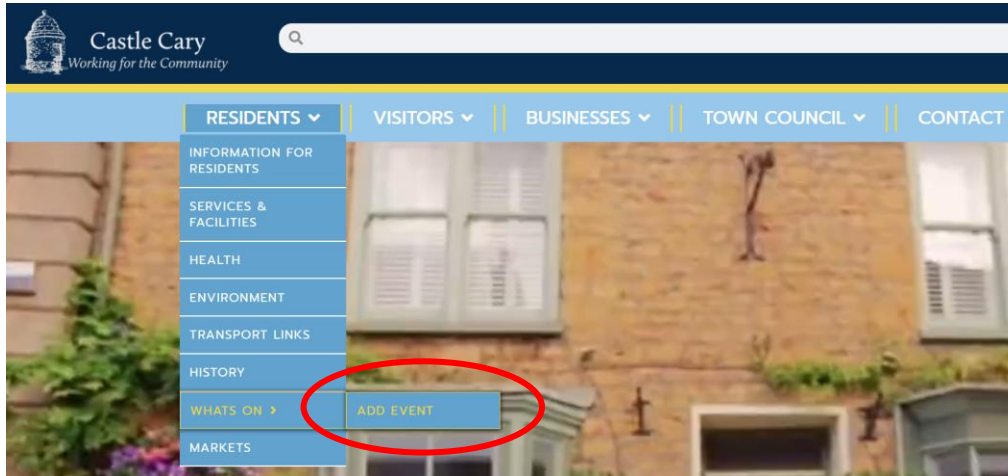 Castle Cary
Working for the Community
RESIDENTS
VISITORS
BUSINESSES
TOWN COUNCIL
CONTACT
INFORMATION FOR
RESIDENTS
SERVICES &
FACILITIES
HEALTH
ENVIRONMENT
TRANSPORT LINKS
HISTORY
WHATS ON
ADD EVENT
MARKETS